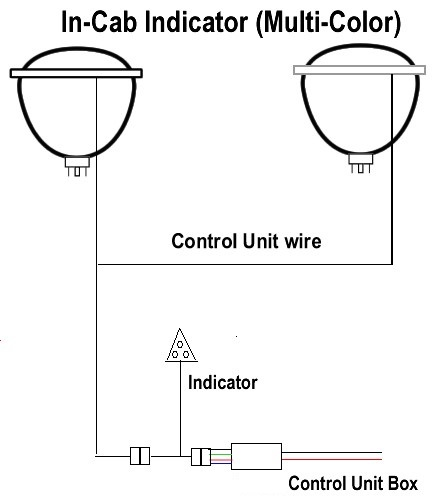 In-Cab Indicator (Multi-Color)
Control Unit wire
Indicator
Control Unit Box